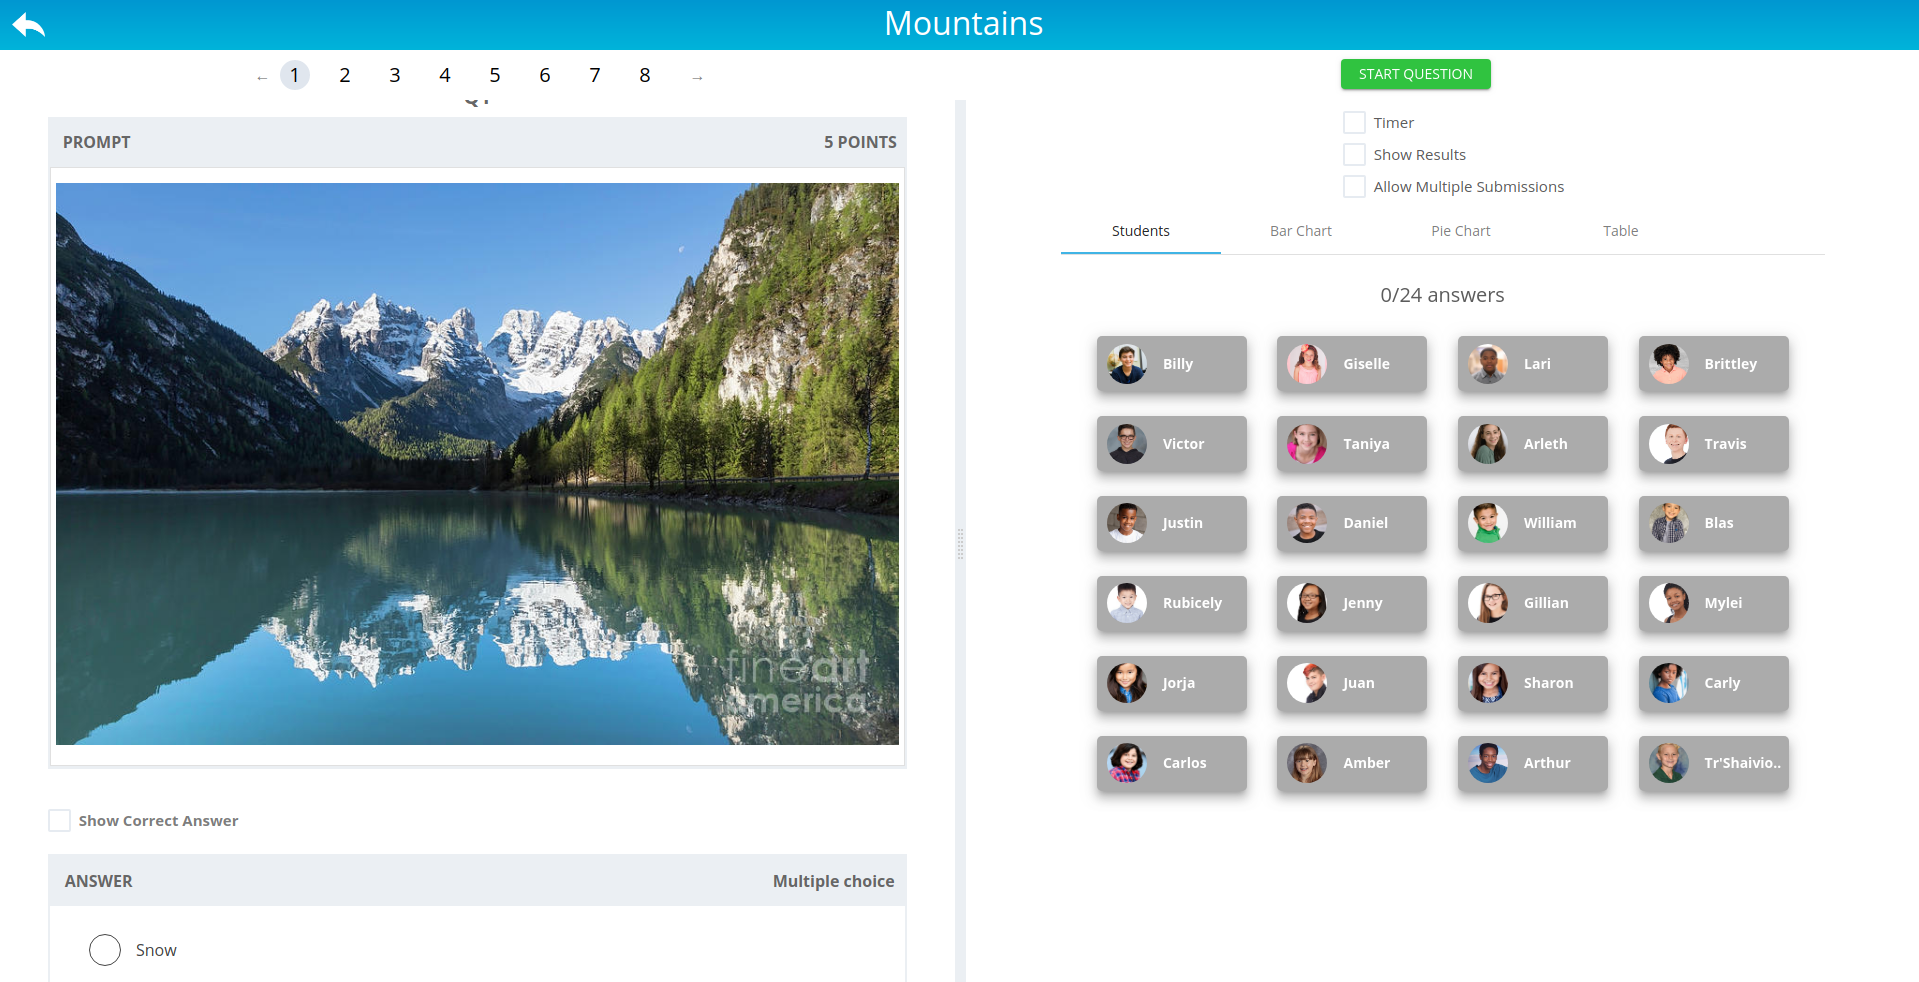 Mountains
← 1 2 3 4 5 6 7 8 →
START QUESTION
Timer
Show Results
Allow Multiple Submissions
PROMPT 5 POINTS
fineart
america
Show Correct Answer
ANSWER Multiple choice
Snow
Students Bar Chart Pie Chart Table
0/24 answers
Billy Giselle Lari Brittley
Victor Taniya Arleth Travis
Justin Daniel William Blas
Rubicely Jenny Gillian Mylei
Jorja Juan Sharon Carly
Carlos Amber Arthur Tr'Shaivio..